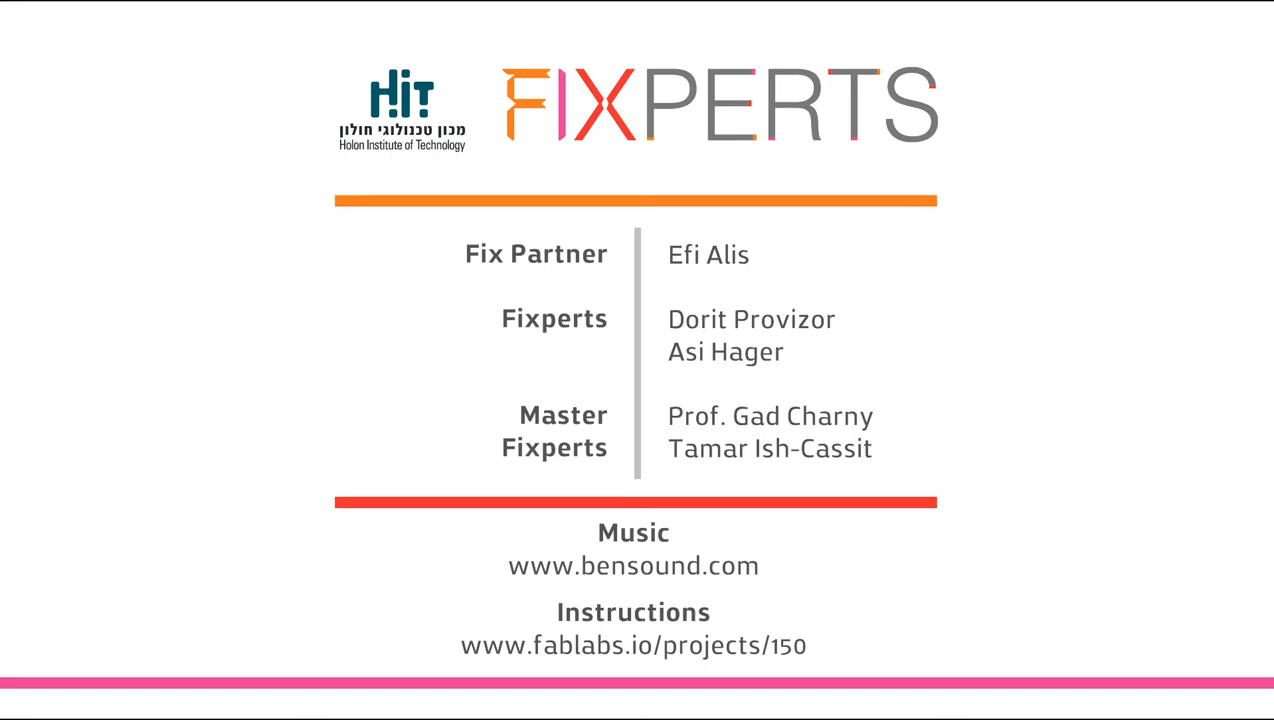 HiT
FIXPERTS
מכון טכנולוגי חולון
Holon Institute of Technology
Fix Partner
Efi Alis
Fixperts
Dorit Provizor
Asi Hager
Master
Fixperts
Prof. Gad Charny
Tamar Ish-Cassit
Music
www.bensound.com
Instructions
www.fablabs.io/projects/150